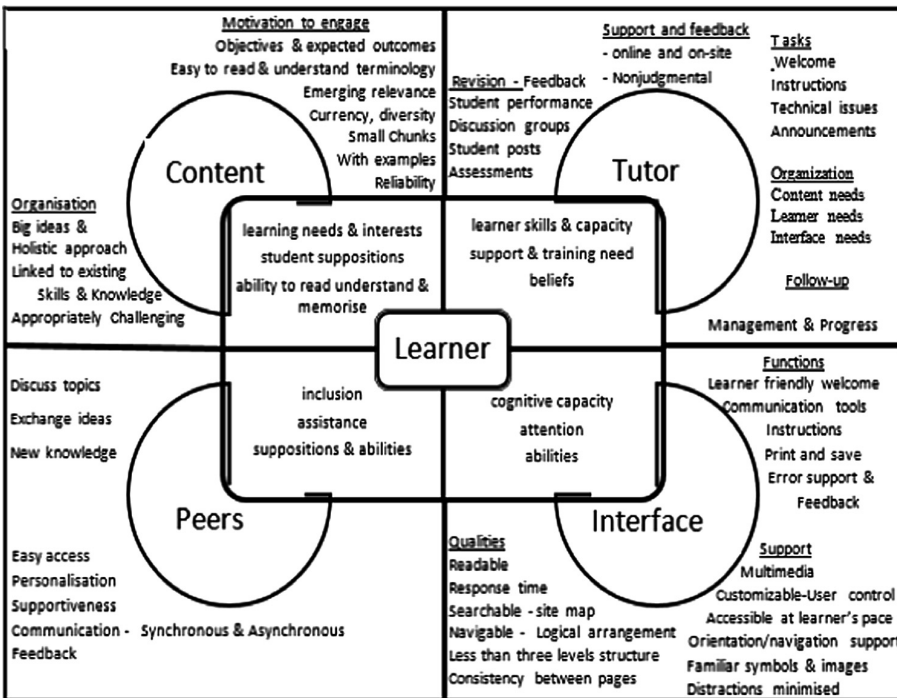 Motivation to engage
Objectives & expected outcomes
Easy to read & understand terminology
Emerging relevance
Currency, diversity
Small Chunks
With examples
Reliability
Content
Organisation
Big ideas &
Holistic approach
Linked to existing
Skills & Knowledge
Appropriately Challenging
learning needs & interests
student suppositions
ability to read understand &
memorise
Support and feedback
- online and on-site
- Nonjudgmental
Revision - Feedback
Student performance
Discussion groups
Student posts
Assessments
Tutor
Tasks
Welcome
Instructions
Technical issues
Announcements
Organization
Content needs
Learner needs
Interface needs
Follow-up
Management & Progress
learner skills & capacity
support & training need
beliefs
Learner
Discuss topics
Exchange ideas
New knowledge
inclusion
assistance
suppositions & abilities
Peers
Easy access
Personalisation
Supportiveness
Communication - Synchronous & Asynchronous
Feedback
cognitive capacity
attention
abilities
Interface
Functions
Learner friendly welcome
Communication tools
Instructions
Print and save
Error support &
Feedback
Qualities
Readable
Response time
Searchable - site map
Navigable - Logical arrangement
Less than three levels structure
Consistency between pages
Support
Multimedia
Customizable-User control
Accessible at learner's pace
Orientation/navigation support
Familiar symbols & images
Distractions minimised